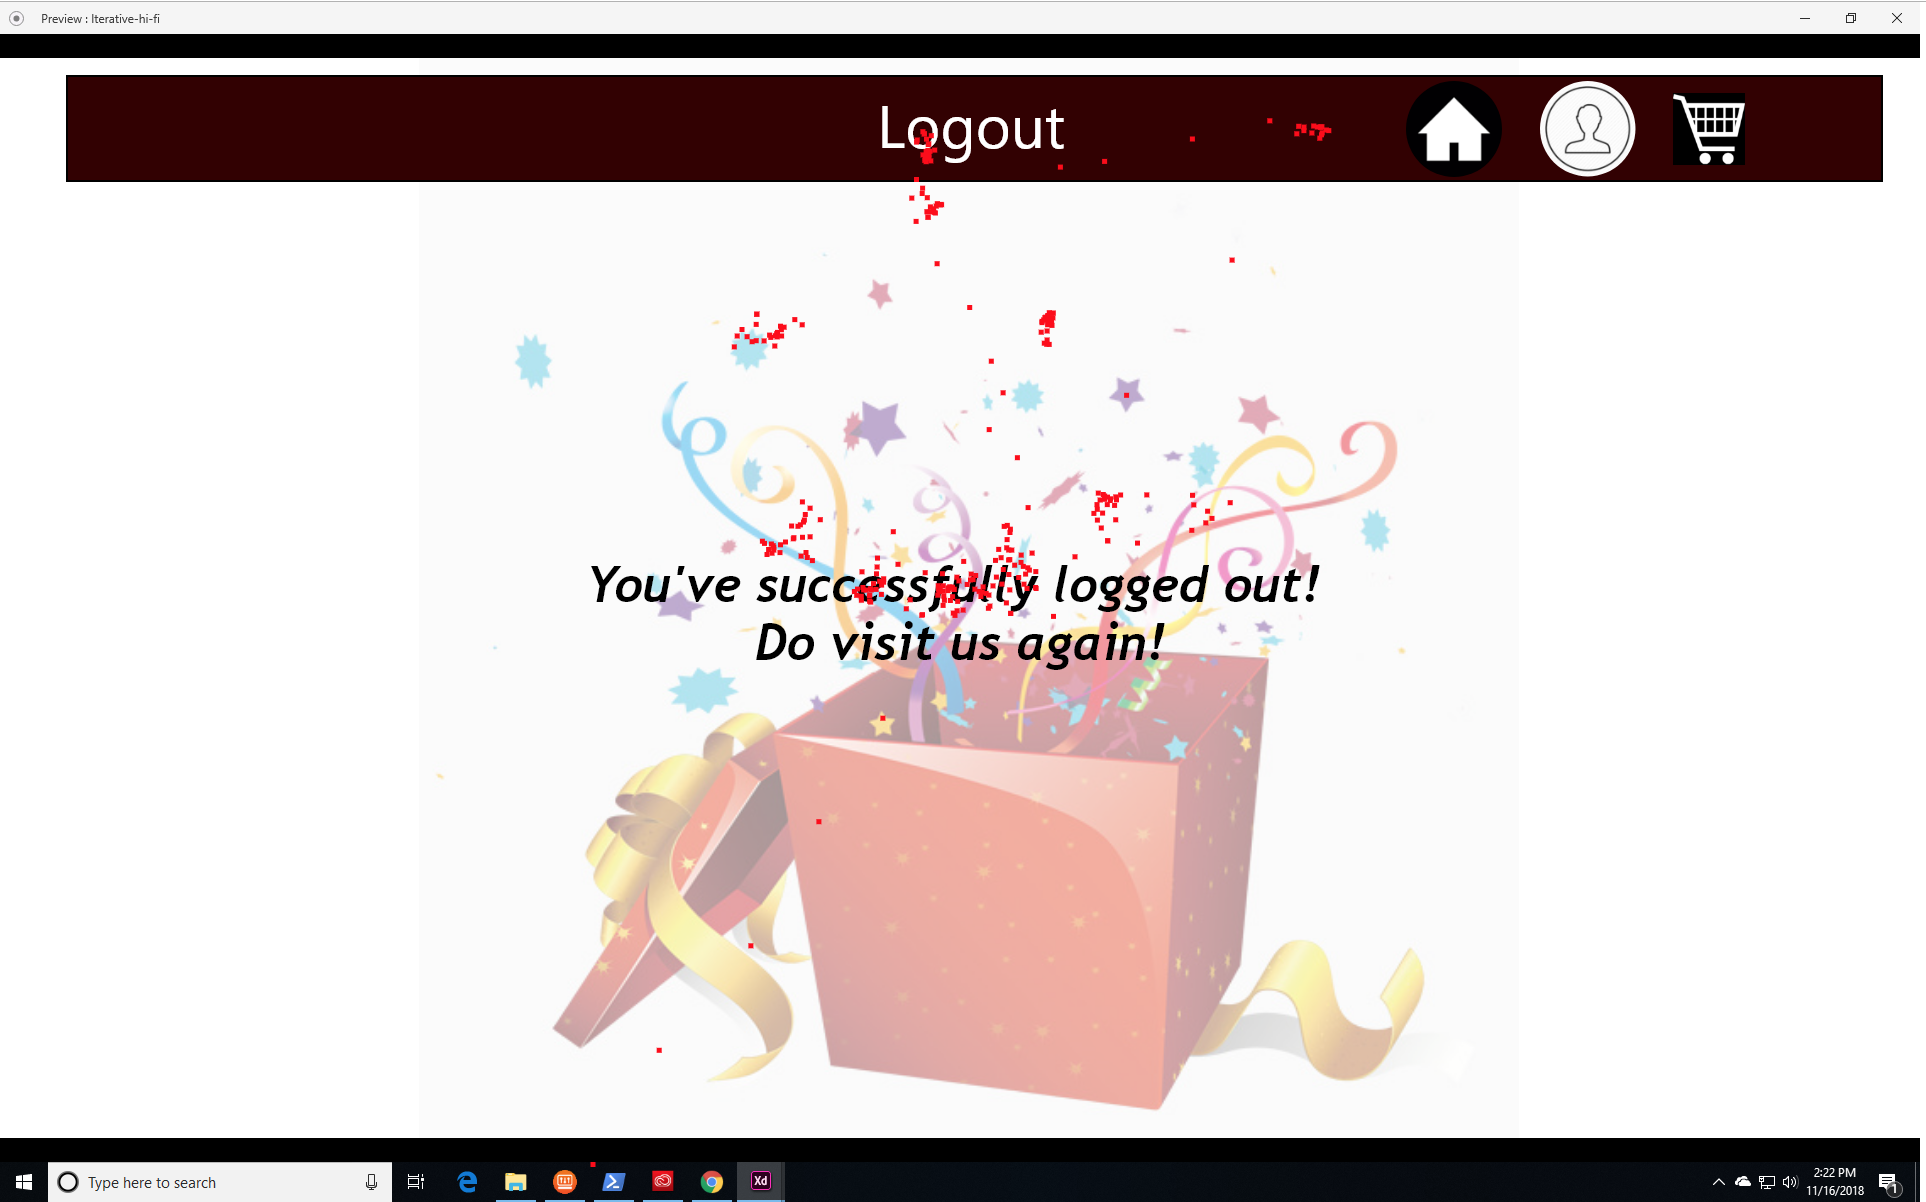 Preview : Iterative-hi-fi
Logout
You've successfully logged out!
Do visit us again!
Type here to search
Xd
2:22 PM
11/16/2018
1